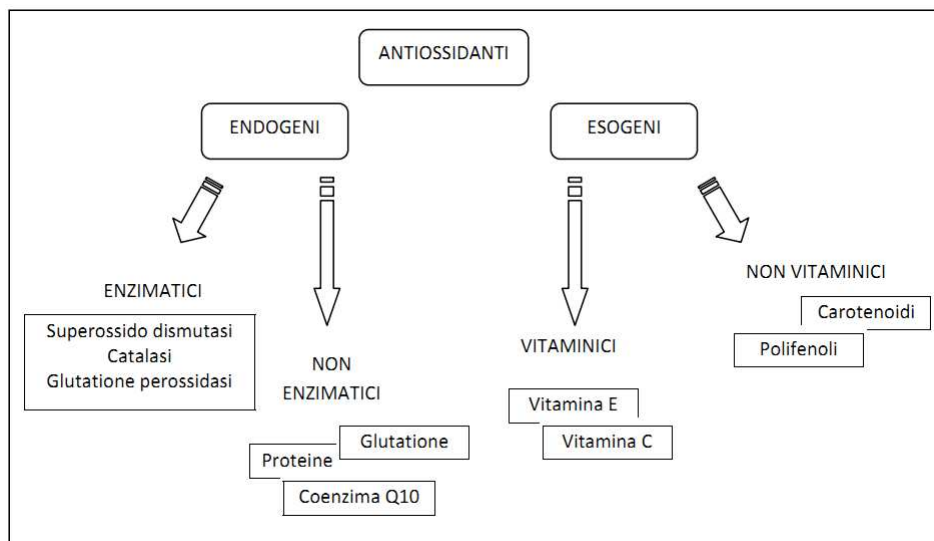 ANTIOSSIDANTI
ENDOGENI
ESOGENI
ENZIMATICI
Superossido dismutasi
Catalasi
Glutatione perossidasi
NON
ENZIMATICI
Glutatione
Proteine
Coenzima Q10
VITAMINICI
Vitamina E
Vitamina C
NON VITAMINICI
Carotenoidi
Polifenoli